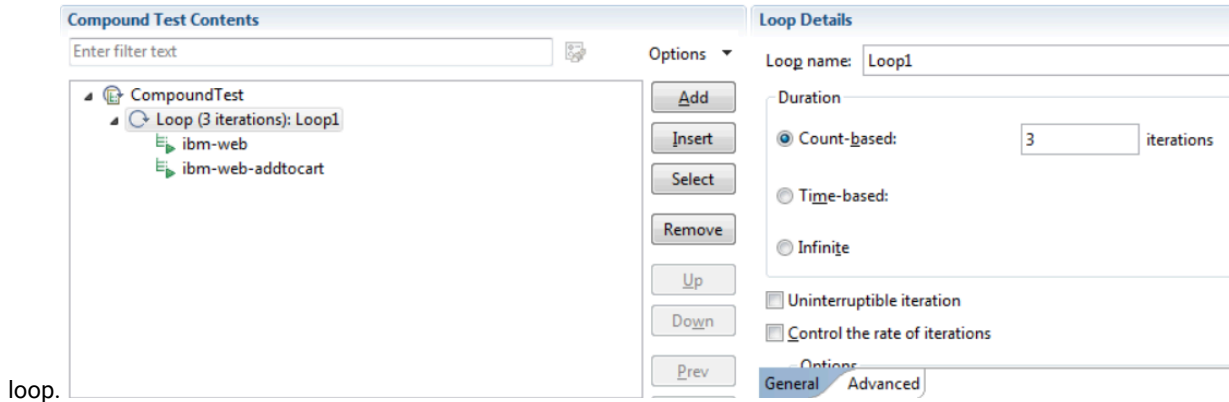 Compound Test Contents
Enter filter text
Options
CompoundTest
Loop (3 iterations): Loop1
ibm-web
ibm-web-addtocart
Add
Insert
Select
Remove
Up
Down
Prev
Loop Details
Loop name: Loop1
Duration
Count-based: 3 iterations
Time-based:
Infinite
Uninterruptible iteration
Control the rate of iterations
Options
General Advanced
loop.